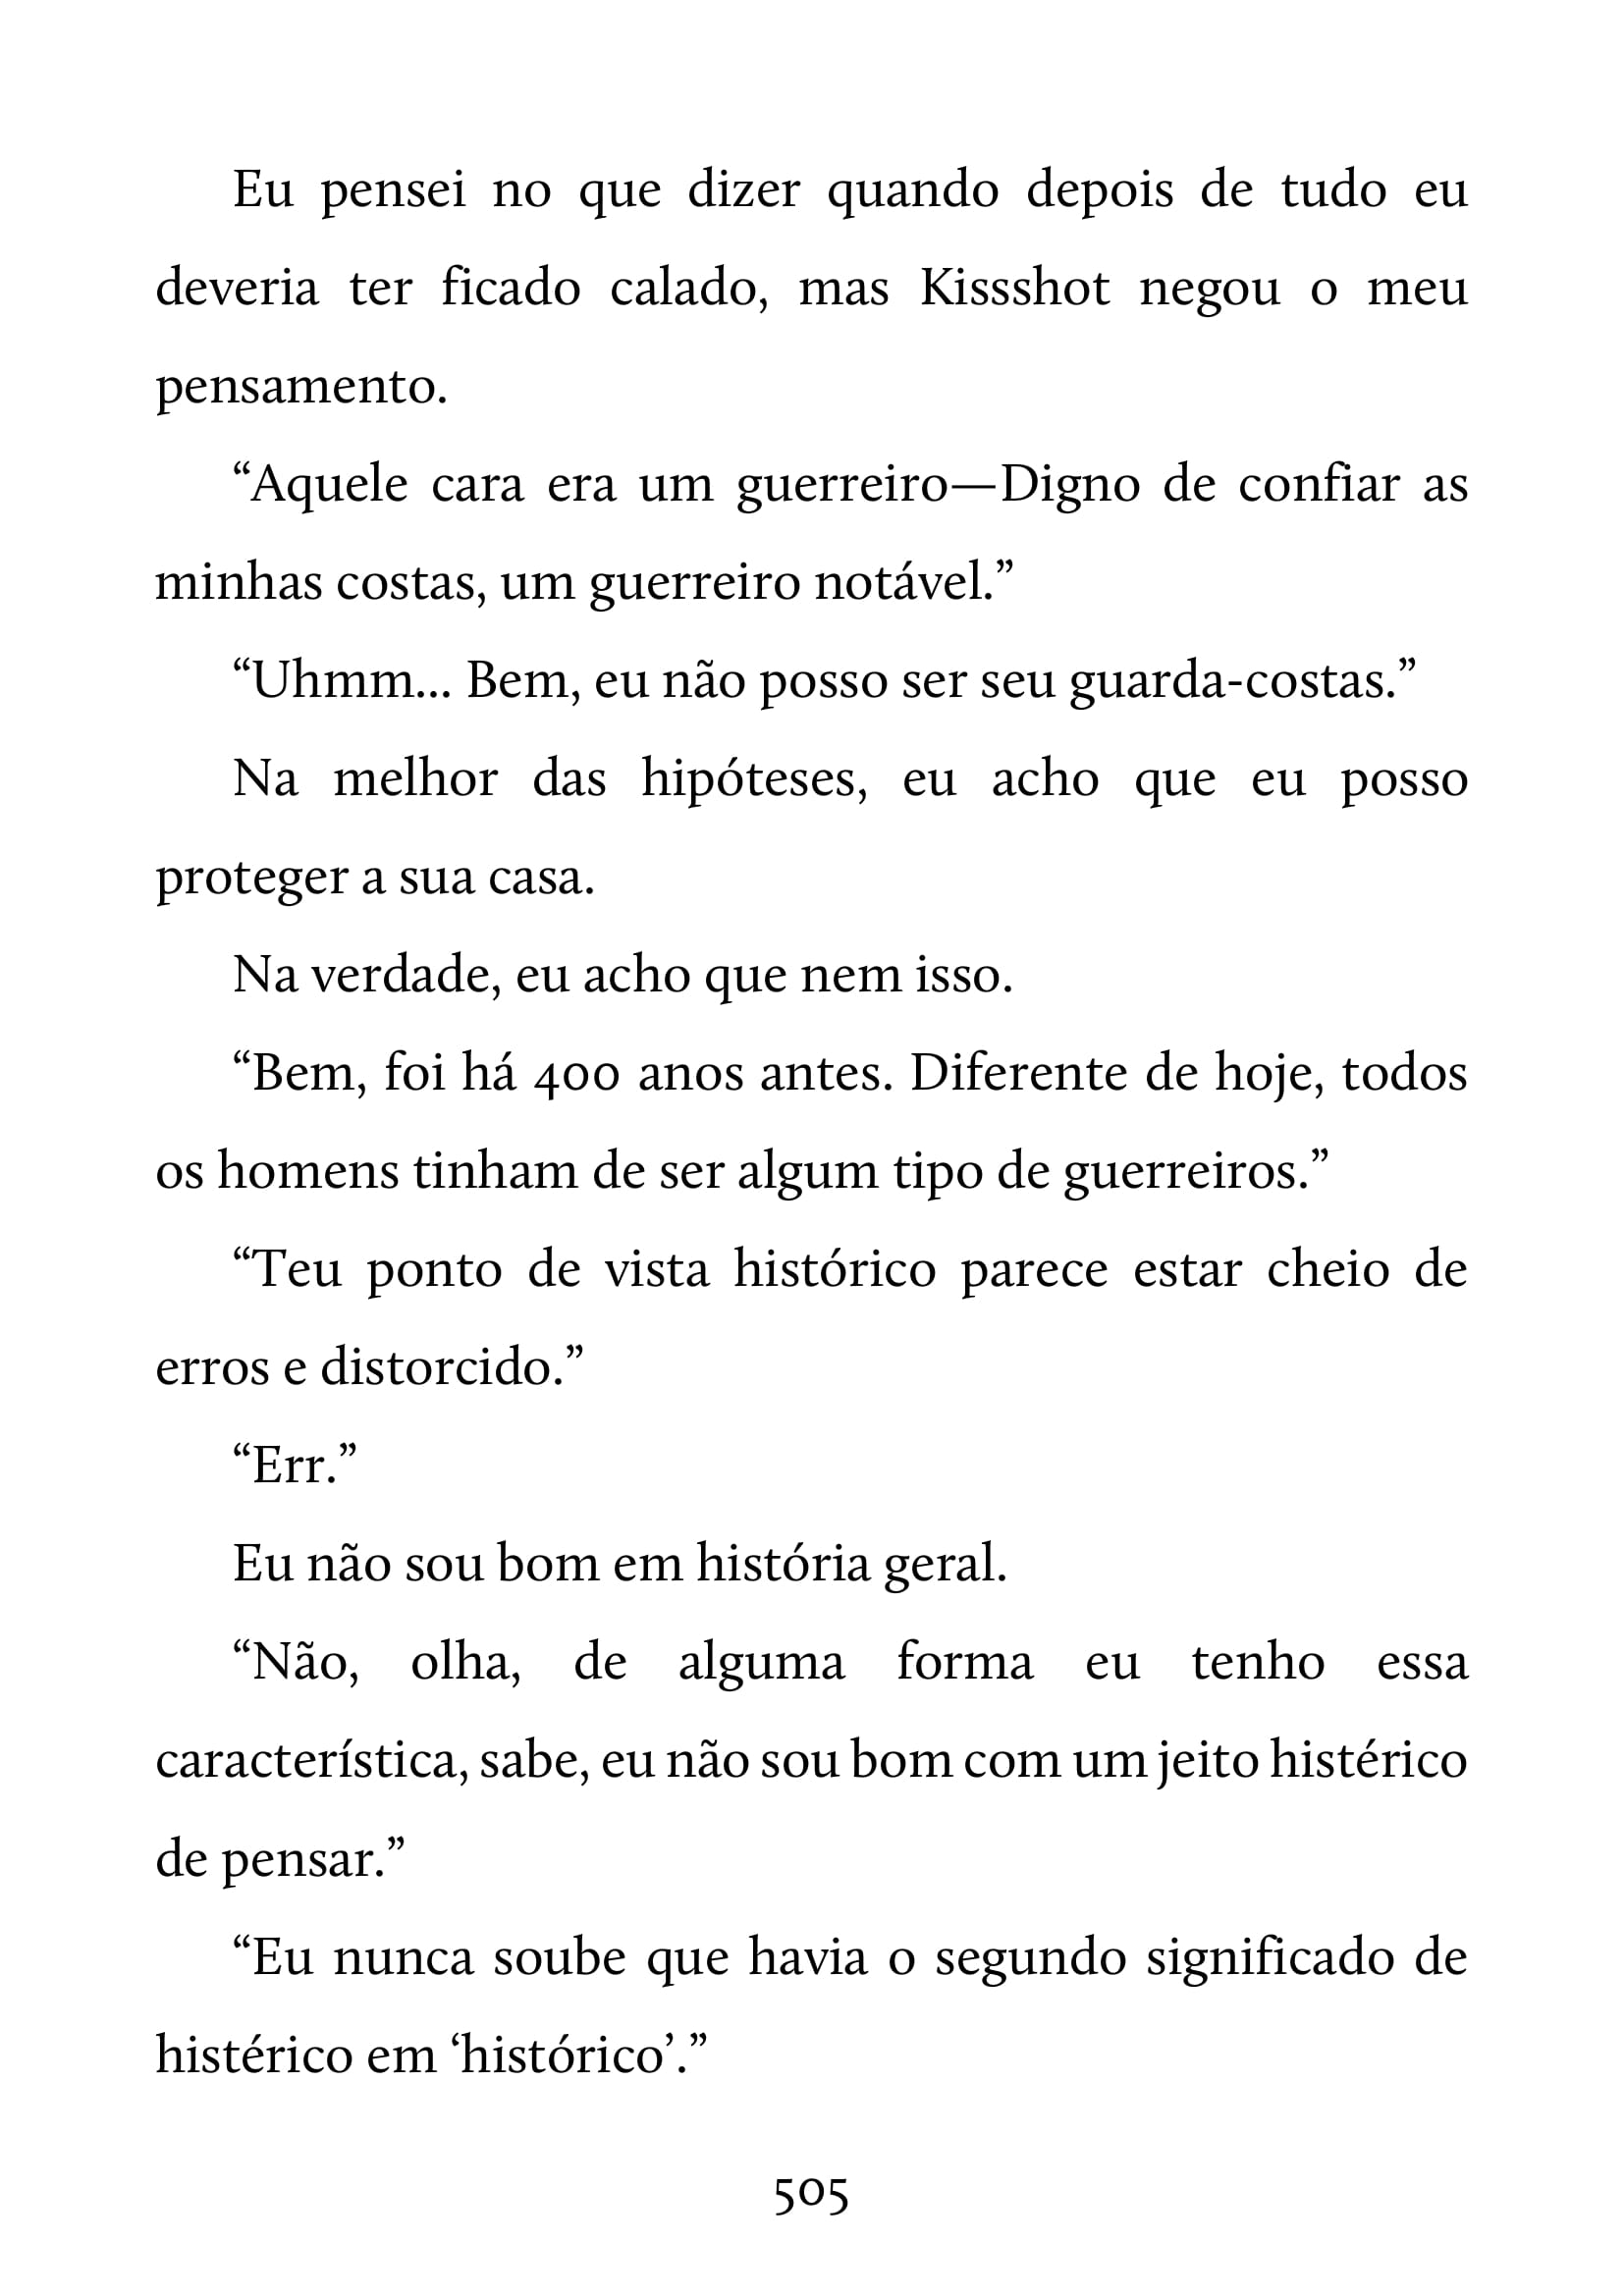 Eu pensei no que dizer quando depois de tudo eu
deveria ter ficado calado, mas Kissshot negou o meu
pensamento.
“Aquele cara era um guerreiro—Digno de confiar as
minhas costas, um guerreiro notável.”
“Uhmm... Bem, eu não posso ser seu guarda-costas.”
Na melhor das hipóteses, eu acho que eu posso
proteger a sua casa.
Na verdade, eu acho que nem isso.
“Bem, foi há 400 anos antes. Diferente de hoje, todos
os homens tinham de ser algum tipo de guerreiros.”
“Teu ponto de vista histórico parece estar cheio de
erros e distorcido.”
“Err.”
Eu não sou bom em história geral.
“Não, olha, de alguma forma eu tenho essa
característica, sabe, eu não sou bom com um jeito histérico
de pensar.”
“Eu nunca soube que havia o segundo significado de
histérico em ‘histórico’.”
505